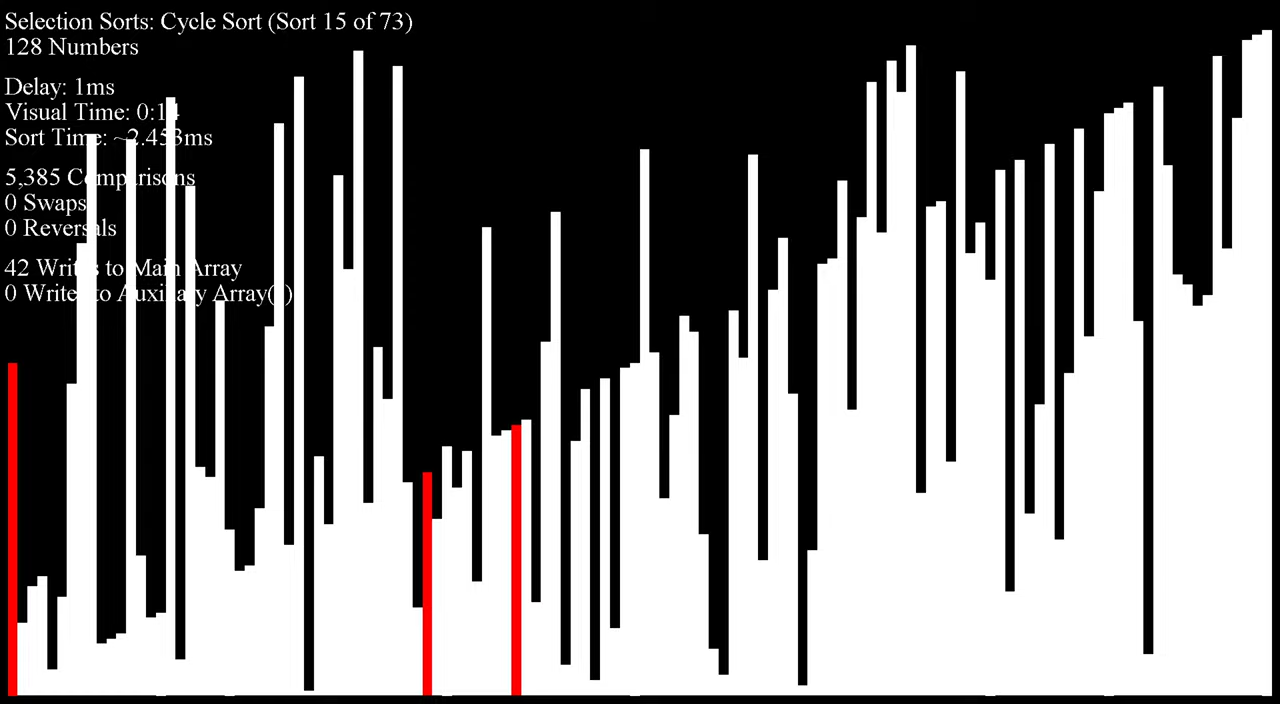 Selection Sorts: Cycle Sort (Sort 15 of 73)
128 Numbers
Delay: 1ms
Visual Time: 0:14
Sort Time: ~2.453ms
5,385 Comparisons
0 Swaps
0 Reversals
42 Writes to Main Array
0 Writes to Auxiliary Array(s)